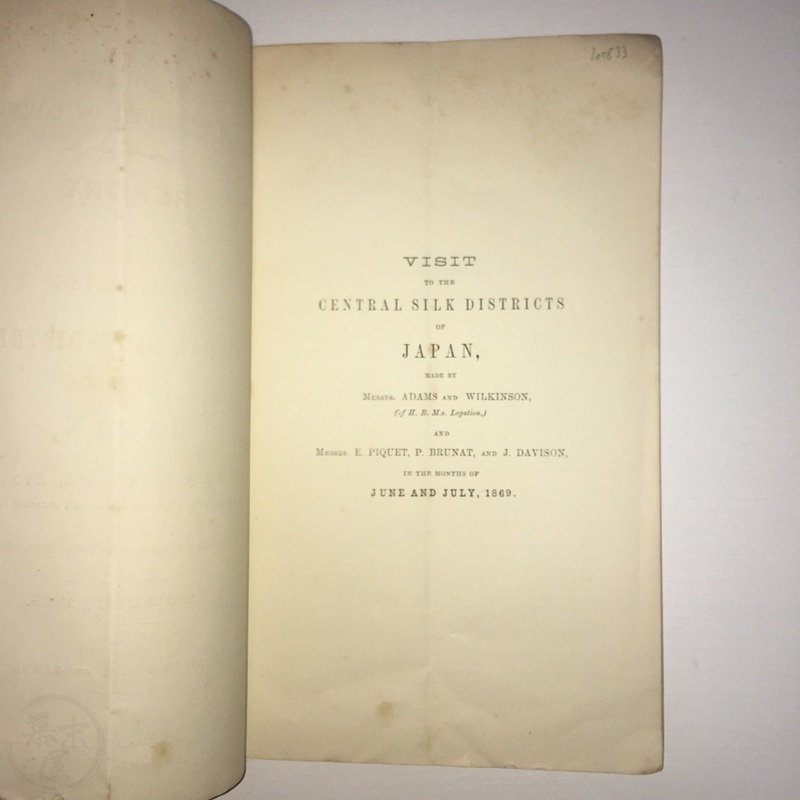 VISIT
TO THE
CENTRAL SILK DISTRICTS
OF
JAPAN,
MADE BY
MESSRS. ADAMS AND WILKINSON,
(of H. B. Ms. Legation,)
AND
MESSRS E. PIQUET, P. BRUNAT, AND J. DAVISON,
IN THE MONTHS OF
JUNE AND JULY, 1869.